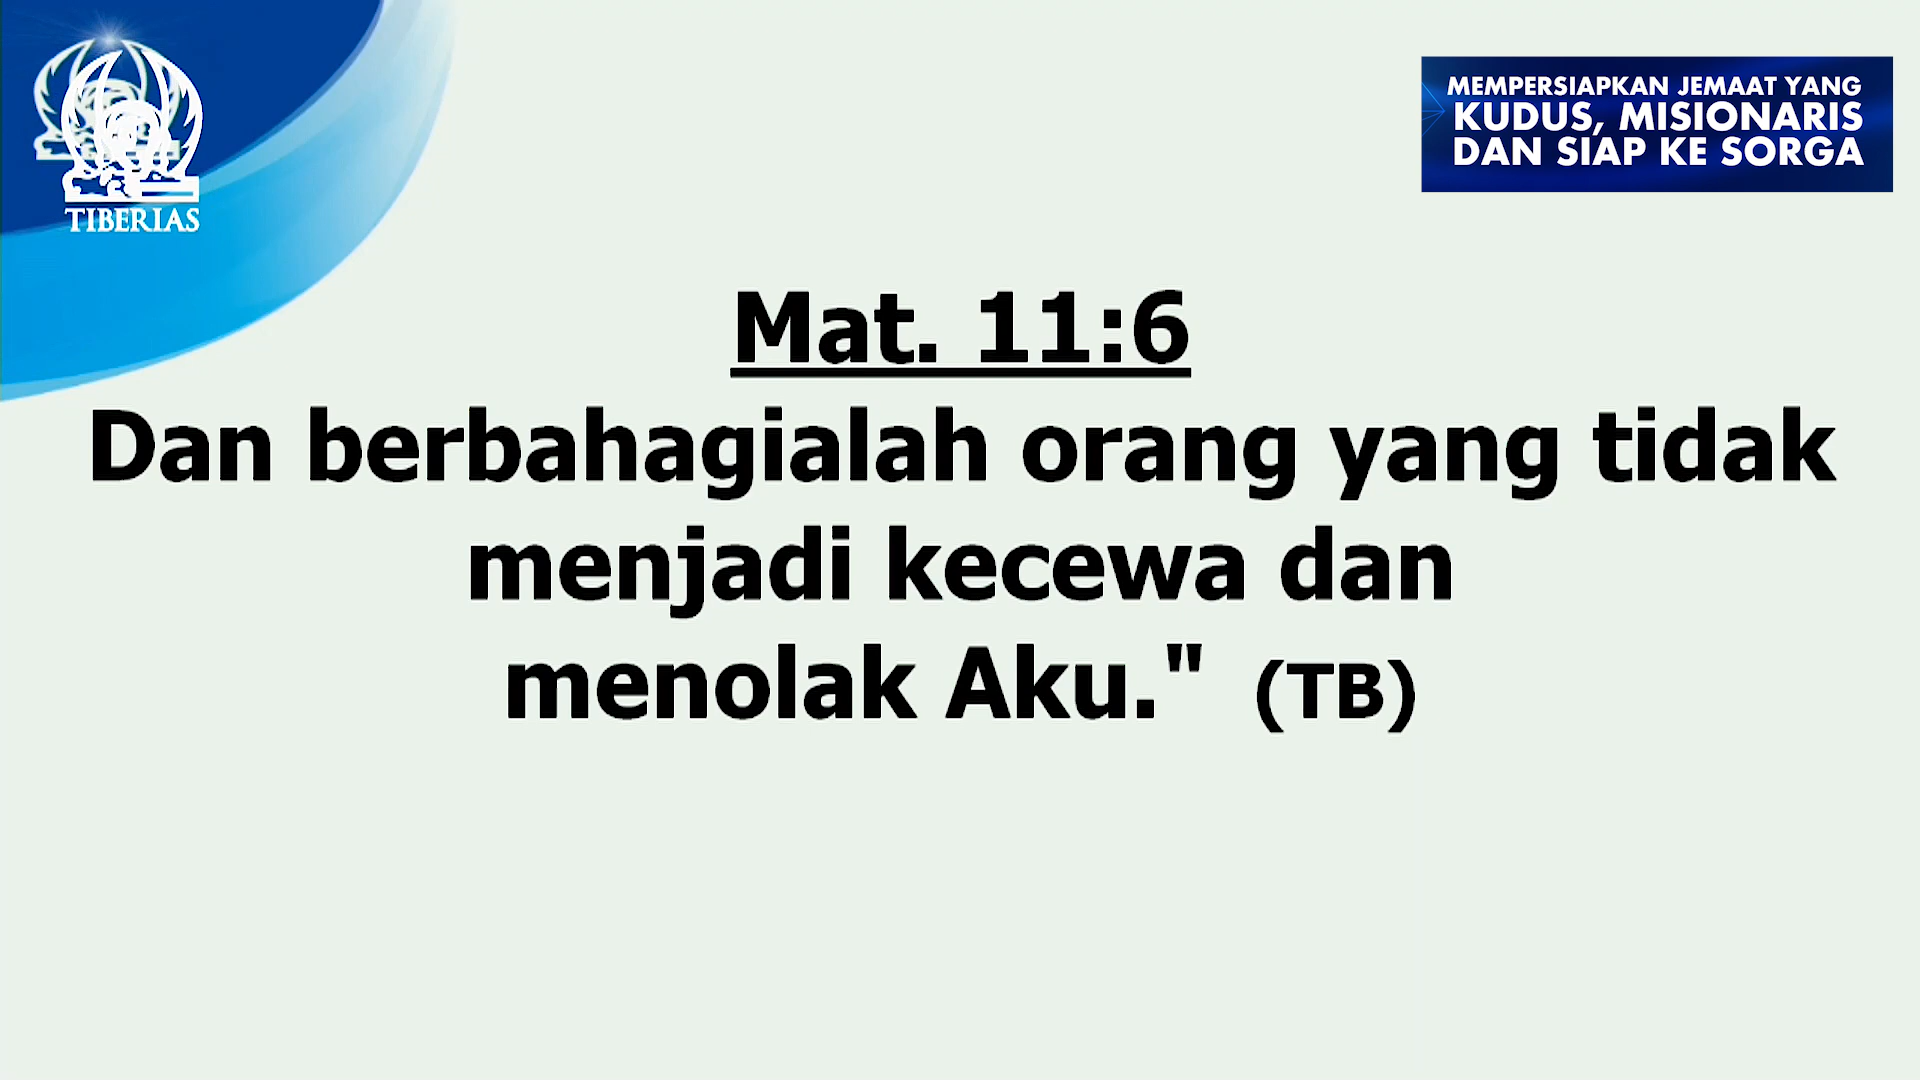 TIBERIAS
MEMPERSIAPKAN JEMAAT YANG
KUDUS, MISIONARIS
DAN SIAP KE SORGA
Mat. 11:6
Dan berbahagialah orang yang tidak
menjadi kecewa dan
menolak Aku." (TB)